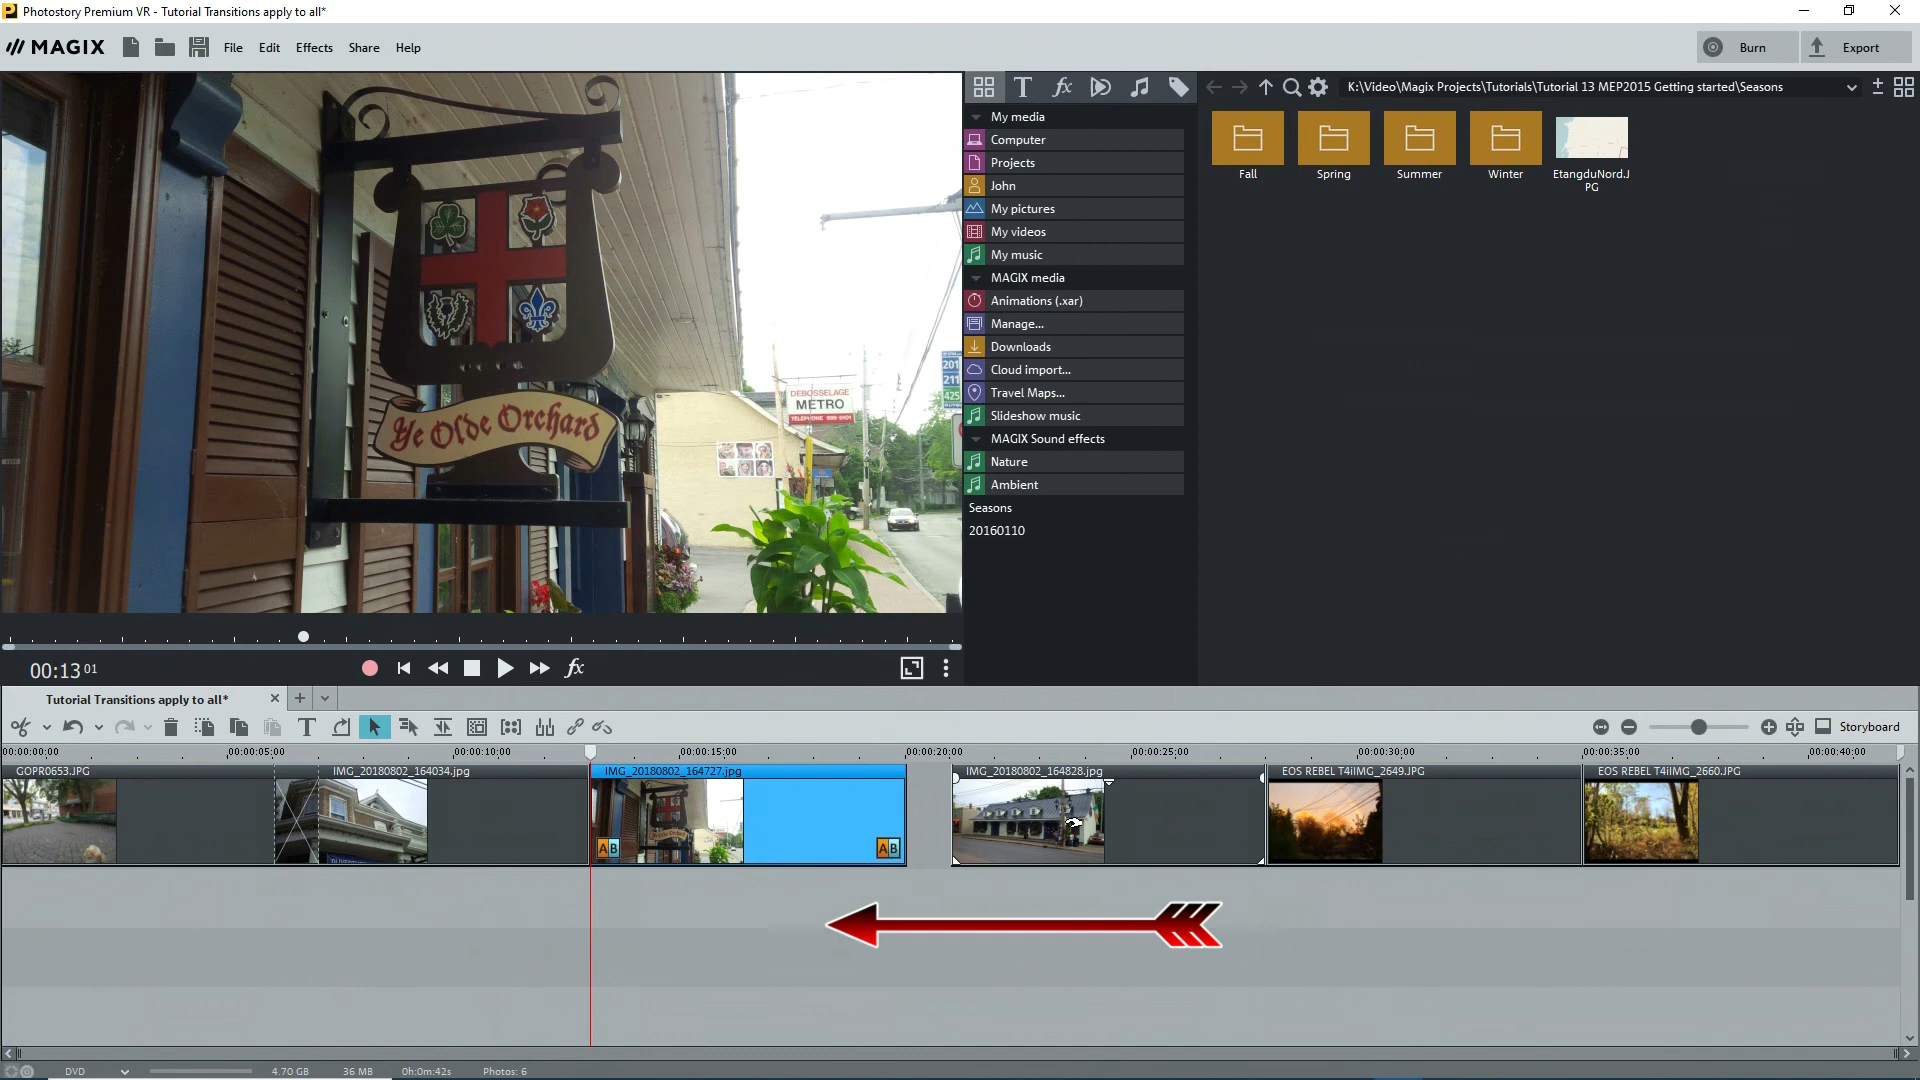 Photostory Premium VR - Tutorial Transitions apply to all*
MAGIX
File Edit Effects Share Help
Burn
Export
My media
Computer
Projects
John
My pictures
My videos
My music
MAGIX media
Animations (.xar)
Manage...
Downloads
Cloud import...
Travel Maps...
Slideshow music
MAGIX Sound effects
Nature
Ambient
Seasons
20160110
K:\Video\Magix Projects\Tutorials\Tutorial 13 MEP2015 Getting started\Seasons
Fall
Spring
Summer
Winter
EtangduNord.J
PG
Ye Olde Orchard
DEBOSSELAGE
METRO
201
211
425
00:13 01
Tutorial Transitions apply to all*
Storyboard
00:00:00:00 00:00:05:00 00:00:10:00 00:00:15:00 00:00:20:00 00:00:25:00 00:00:30:00 00:00:35:00 00:00:40:00
GOPR0653.JPG
IMG_20180802_164034.jpg
IMG_20180802_164727.jpg
IMG_20180802_164828.jpg
EOS REBEL T4iIMG_2649.JPG
EOS REBEL T4iIMG_2660.JPG
AB
AB
DVD
4.70 GB
36 MB
0h:0m:42s
Photos: 6